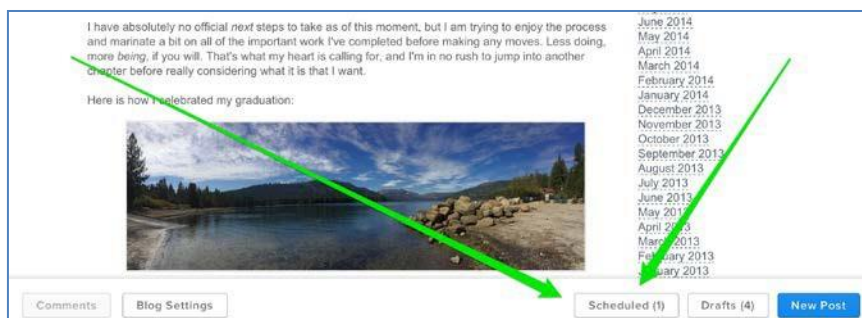 I have absolutely no official next steps to take as of this moment, but I am trying to enjoy the process
and marinate a bit on all of the important work I've completed before making any moves. Less doing,
more being, if you will. That's what my heart is calling for, and I'm in no rush to jump into another
chapter before really considering what it is that I want.
Here is how I celebrated my graduation:
June 2014
May 2014
April 2014
March 2014
February 2014
January 2014
December 2013
November 2013
October 2013
September 2013
August 2013
July 2013
June 2013
May 2013
April 2013
March 2013
February 2013
January 2013
Comments
Blog Settings
Scheduled (1)
Drafts (4)
New Post